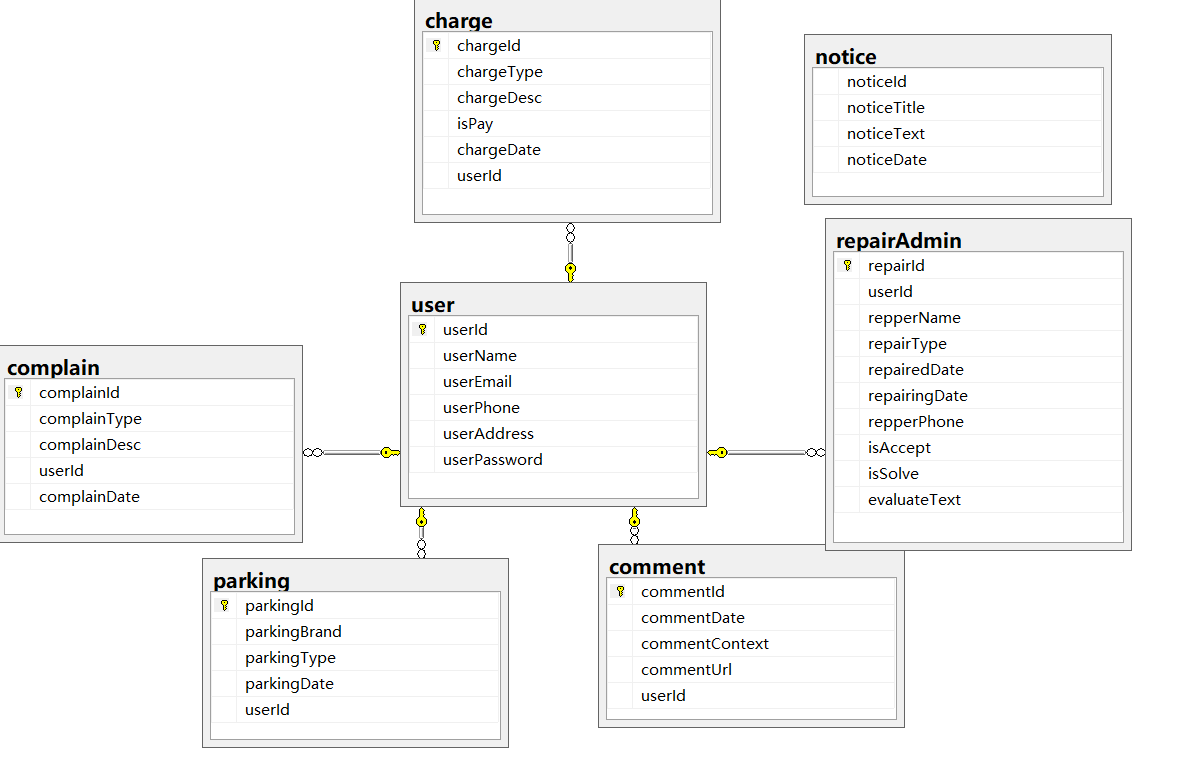 charge
chargeId
chargeType
chargeDesc
isPay
chargeDate
userId
notice
noticeId
noticeTitle
noticeText
noticeDate
repairAdmin
repairId
userId
repperName
repairType
repairedDate
repairingDate
repperPhone
isAccept
isSolve
evaluateText
user
userId
userName
userEmail
userPhone
userAddress
userPassword
complain
complainId
complainType
complainDesc
userId
complainDate
parking
parkingId
parkingBrand
parkingType
parkingDate
userId
comment
commentId
commentDate
commentContext
commentUrl
userId